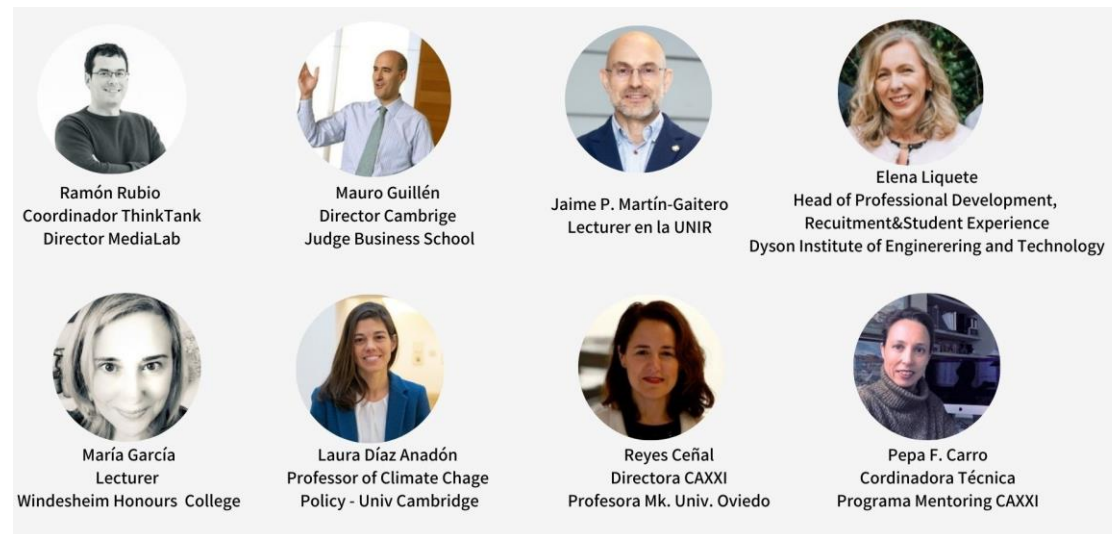 Ramón Rubio
Coordinador ThinkTank
Director MediaLab
Mauro Guillén
Director Cambrige
Judge Business School
Jaime P. Martín-Gaitero
Lecturer en la UNIR
Elena Liquete
Head of Professional Development,
Recuitment&Student Experience
Dyson Institute of Enginerering and Technology
María García
Lecturer
Windesheim Honours College
Laura Díaz Anadón
Professor of Climate Chage
Policy - Univ Cambridge
Reyes Ceñal
Directora CAXXI
Profesora Mk. Univ. Oviedo
Pepa F. Carro
Cordinadora Técnica
Programa Mentoring CAXXI